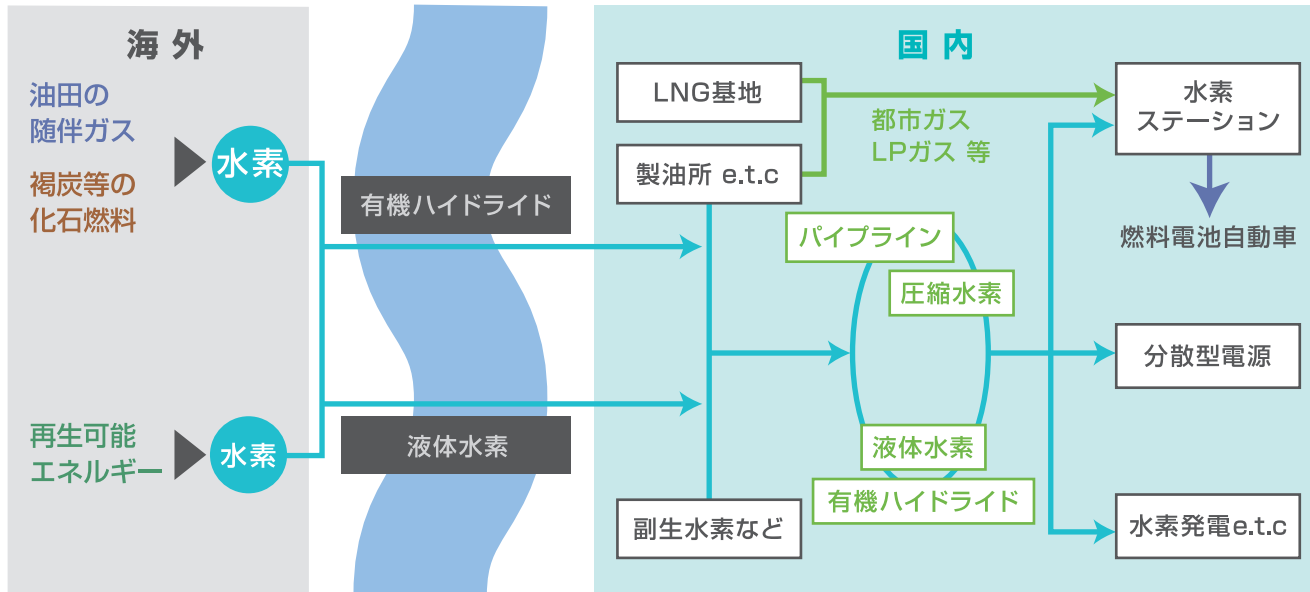 海外
油田の
随伴ガス
水素
褐炭等の
化石燃料
再生可能
エネルギー
水素
有機ハイドライド
液体水素
国内
LNG基地
製油所 e.t.c
都市ガス
LPガス 等
パイプライン
圧縮水素
液体水素
有機ハイドライド
副生水素など
水素
ステーション
燃料電池自動車
分散型電源
水素発電e.t.c